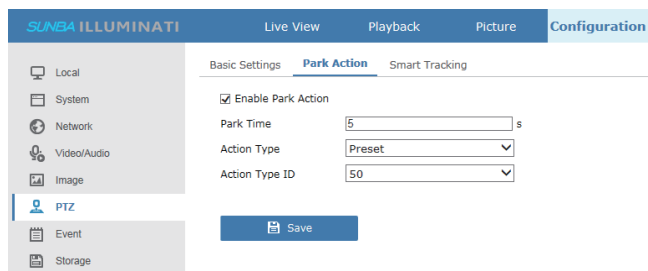 SUNBA ILLUMINATI Live View Playback Picture Configuration
Basic Settings Park Action Smart Tracking
Local
System
Network
Video/Audio
Image
PTZ
Event
Storage
Enable Park Action
Park Time 5 s
Action Type Preset
Action Type ID 50
Save